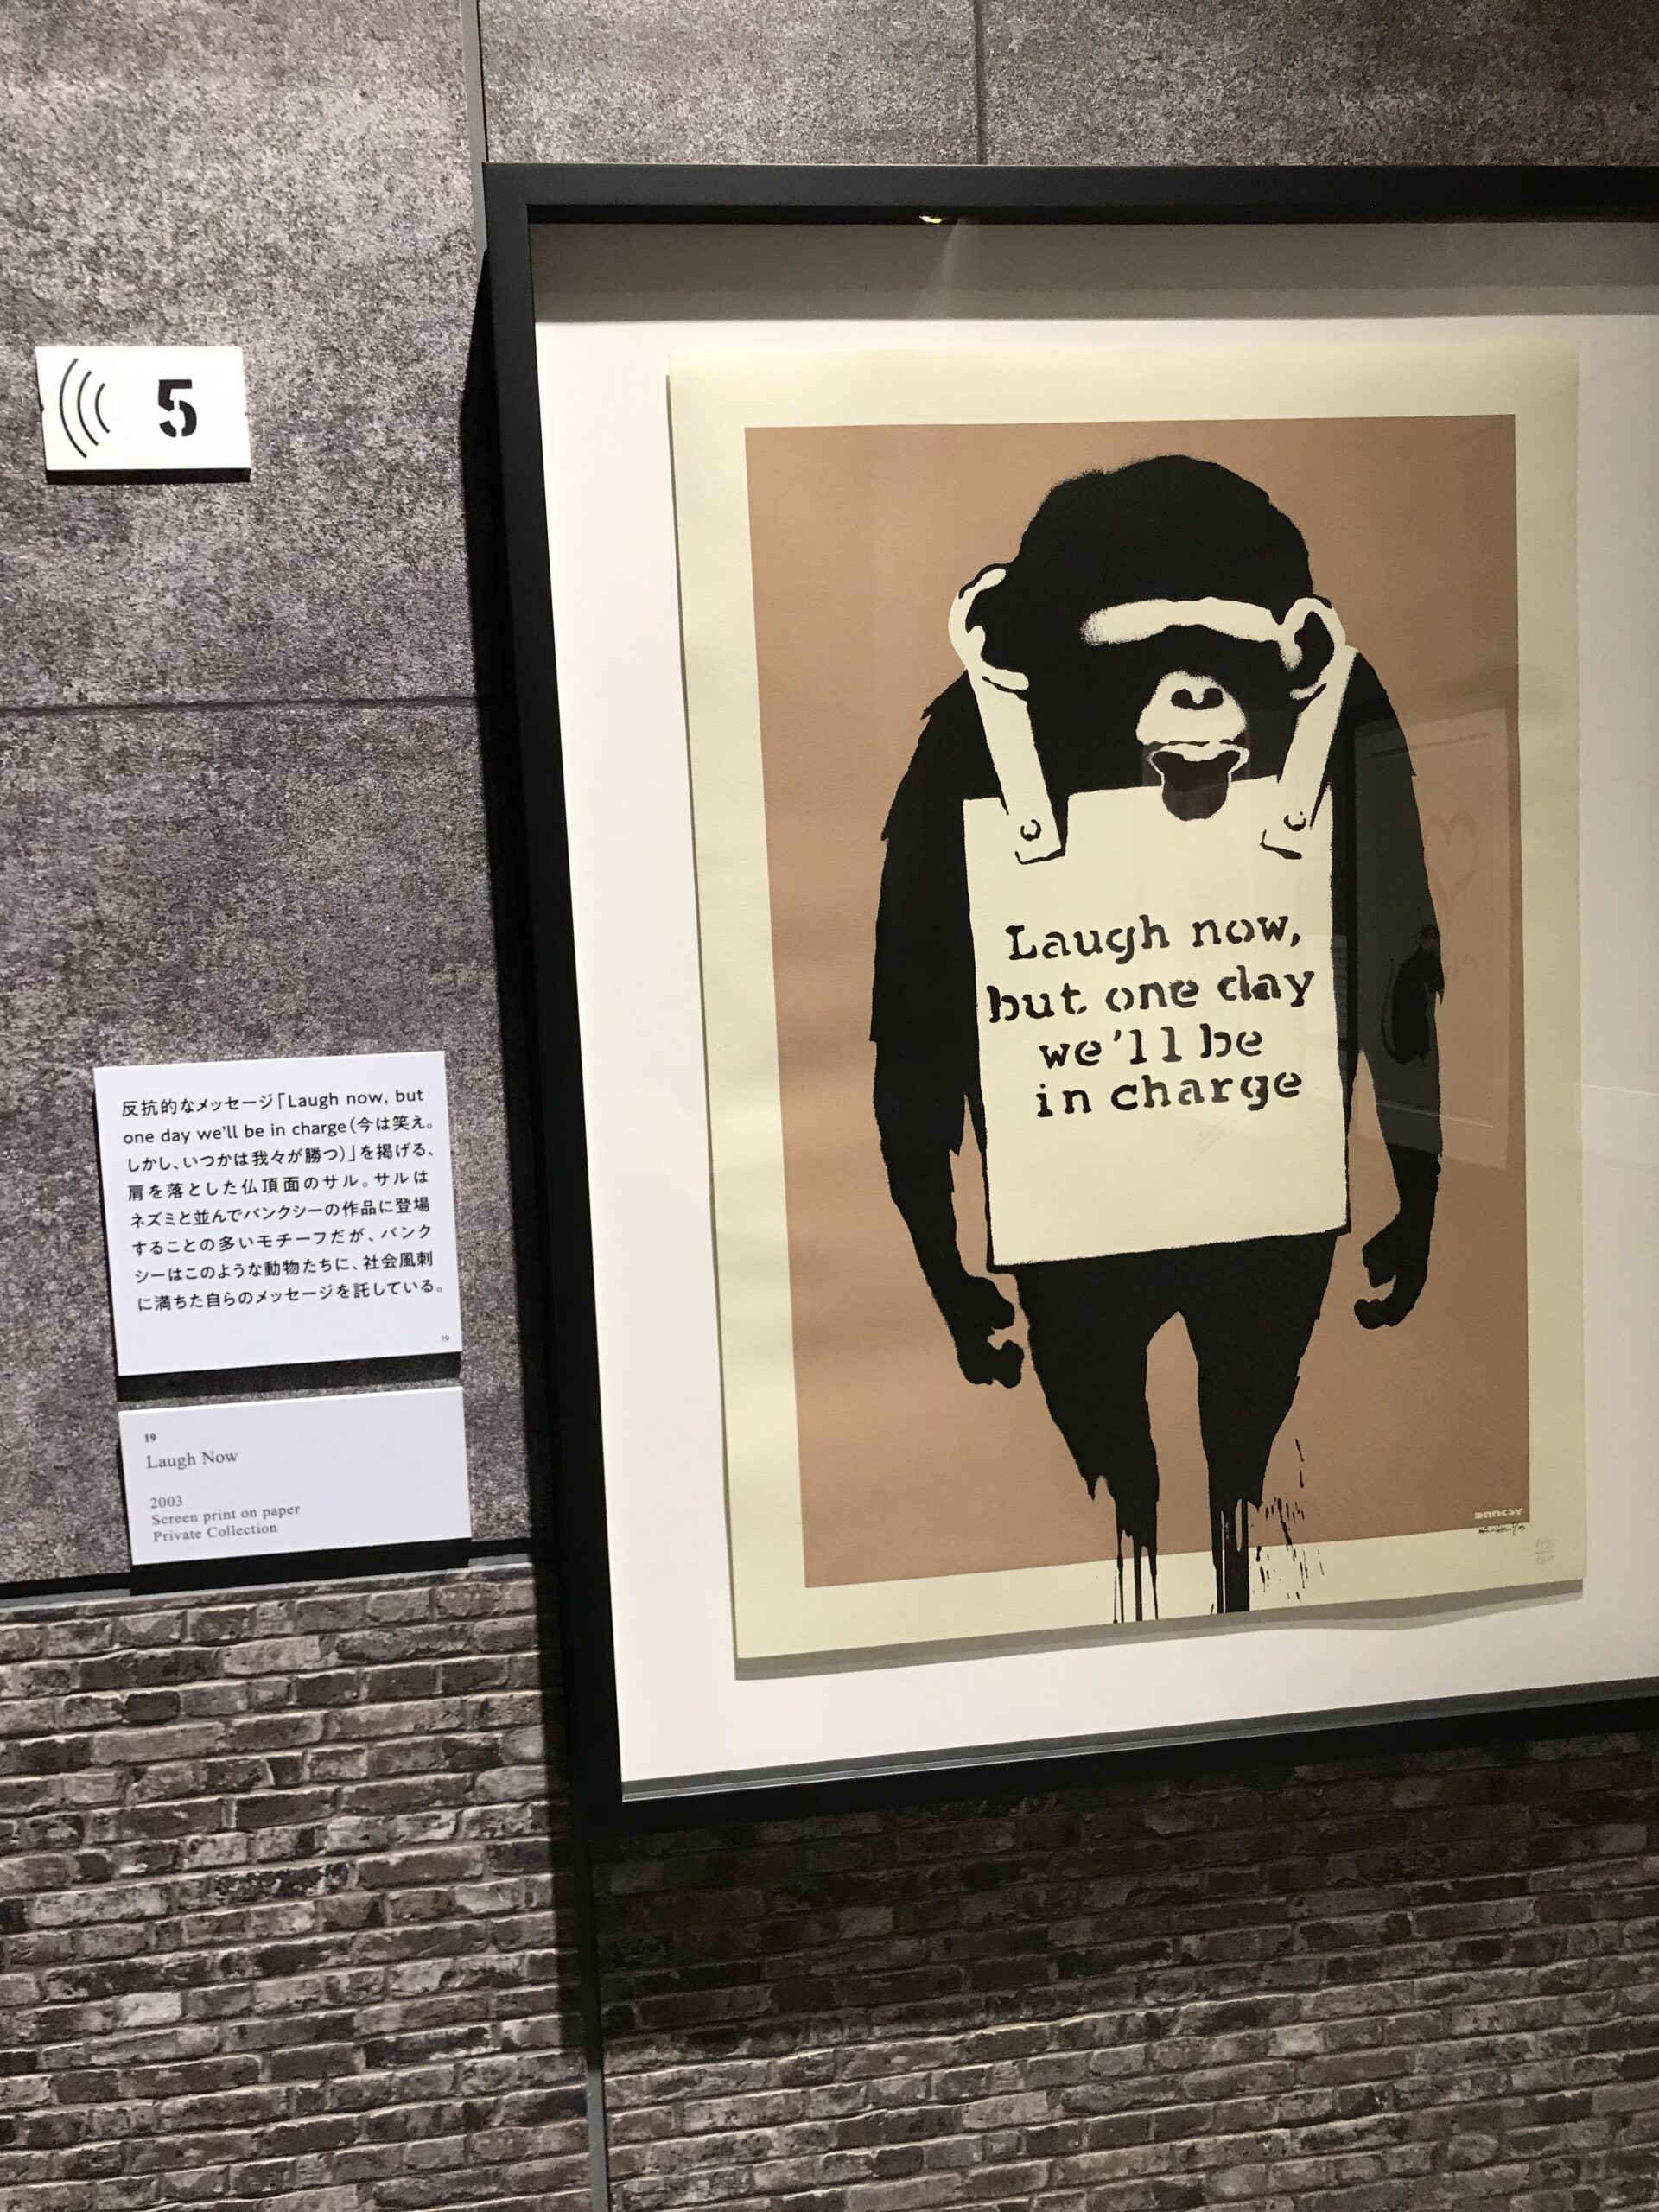 5
反抗的なメッセージ「Laugh now, but
one day we'll be in charge(今は笑え。
しかし、いつかは我々が勝つ)」を掲げる、
肩を落とした仏頂面のサル。サルは
ネズミと並んでバンクシーの作品に登場
することの多いモチーフだが、バンク
シーはこのような動物たちに、社会風刺
に満ちた自らのメッセージを託している。
19
19
Laugh Now
2003
Screen print on paper
Private Collection
Laugh now,
but one day
we'll be
in charge
BANKSY